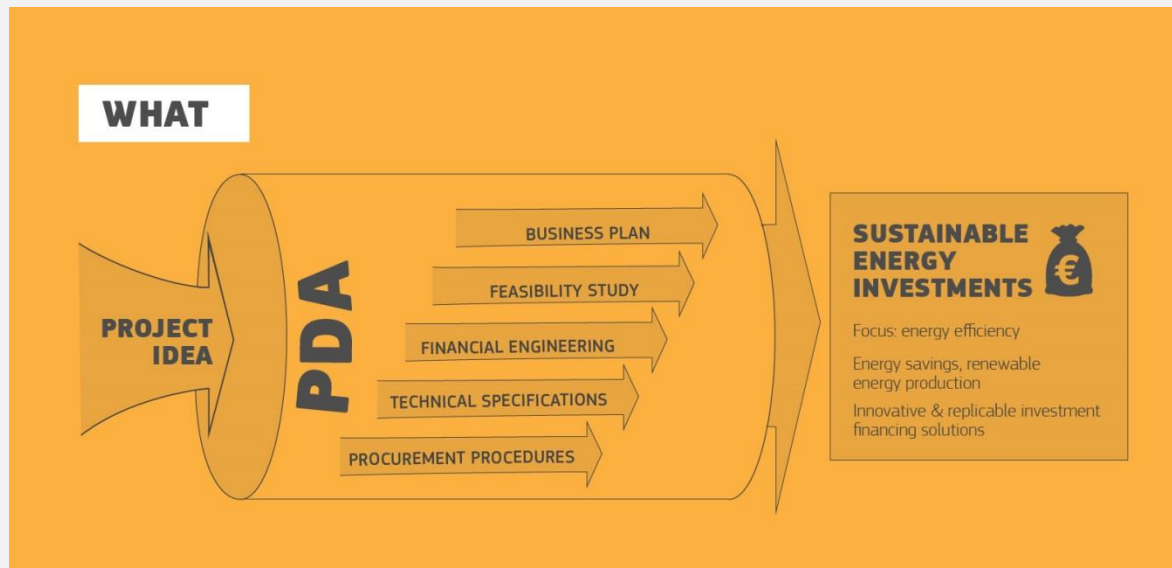 WHAT
PROJECT
IDEA
PDA
BUSINESS PLAN
FEASIBILITY STUDY
FINANCIAL ENGINEERING
TECHNICAL SPECIFICATIONS
PROCUREMENT PROCEDURES
SUSTAINABLE
ENERGY
INVESTMENTS
€
Focus: energy efficiency
Energy savings, renewable
energy production
Innovative & replicable investment
financing solutions